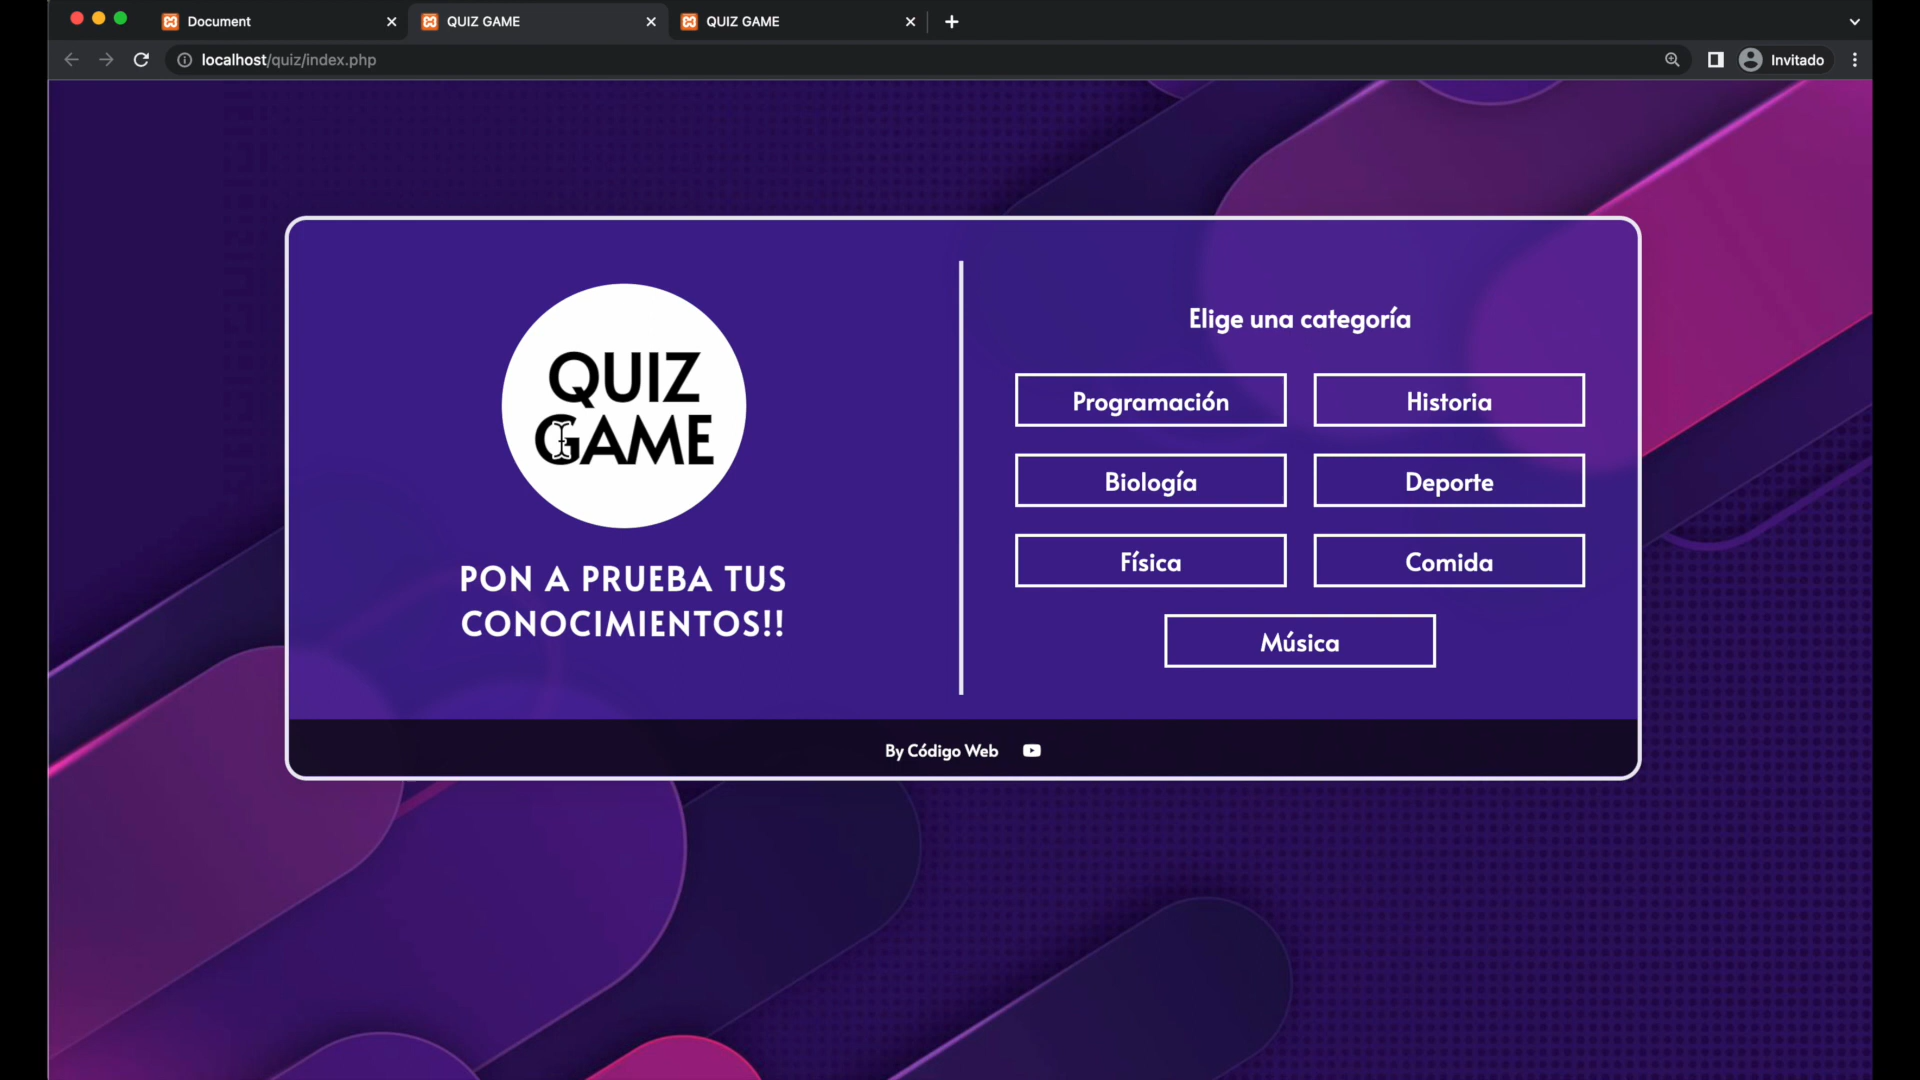 Document
QUIZ GAME
QUIZ GAME
localhost/quiz/index.php
Invitado
QUIZ
GAME
PON A PRUEBA TUS
CONOCIMIENTOS!!
Elige una categoría
Programación
Historia
Biología
Deporte
Física
Comida
Música
By Código Web